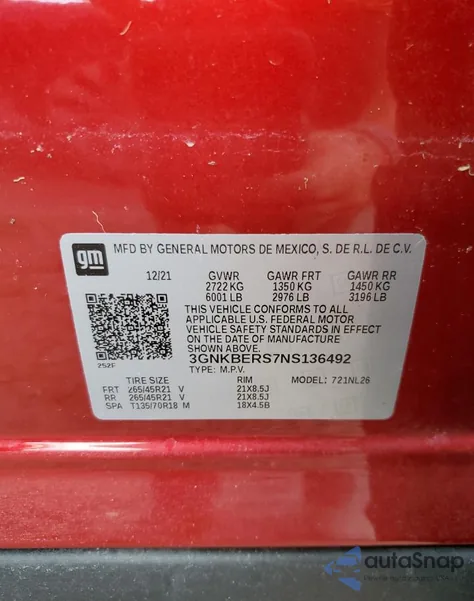 gm
MFD BY GENERAL MOTORS DE MEXICO, S. DE R.L. DE C.V.
12/21 GVWR GAWR FRT GAWR RR
2722 KG 1350 KG 1450 KG
6001 LB 2976 LB 3196 LB
THIS VEHICLE CONFORMS TO ALL
APPLICABLE U.S. FEDERAL MOTOR
VEHICLE SAFETY STANDARDS IN EFFECT
ON THE DATE OF MANUFACTURE
SHOWN ABOVE.
3GNKBERS7NS136492
252F TYPE: M.P.V. MODEL: 721NL26
TIRE SIZE RIM
FRT 265/45R21 V 21X8.5J
RR 265/45R21 V 21X8.5J
SPA T135/70R18 M 18X4.5B
autoSnap